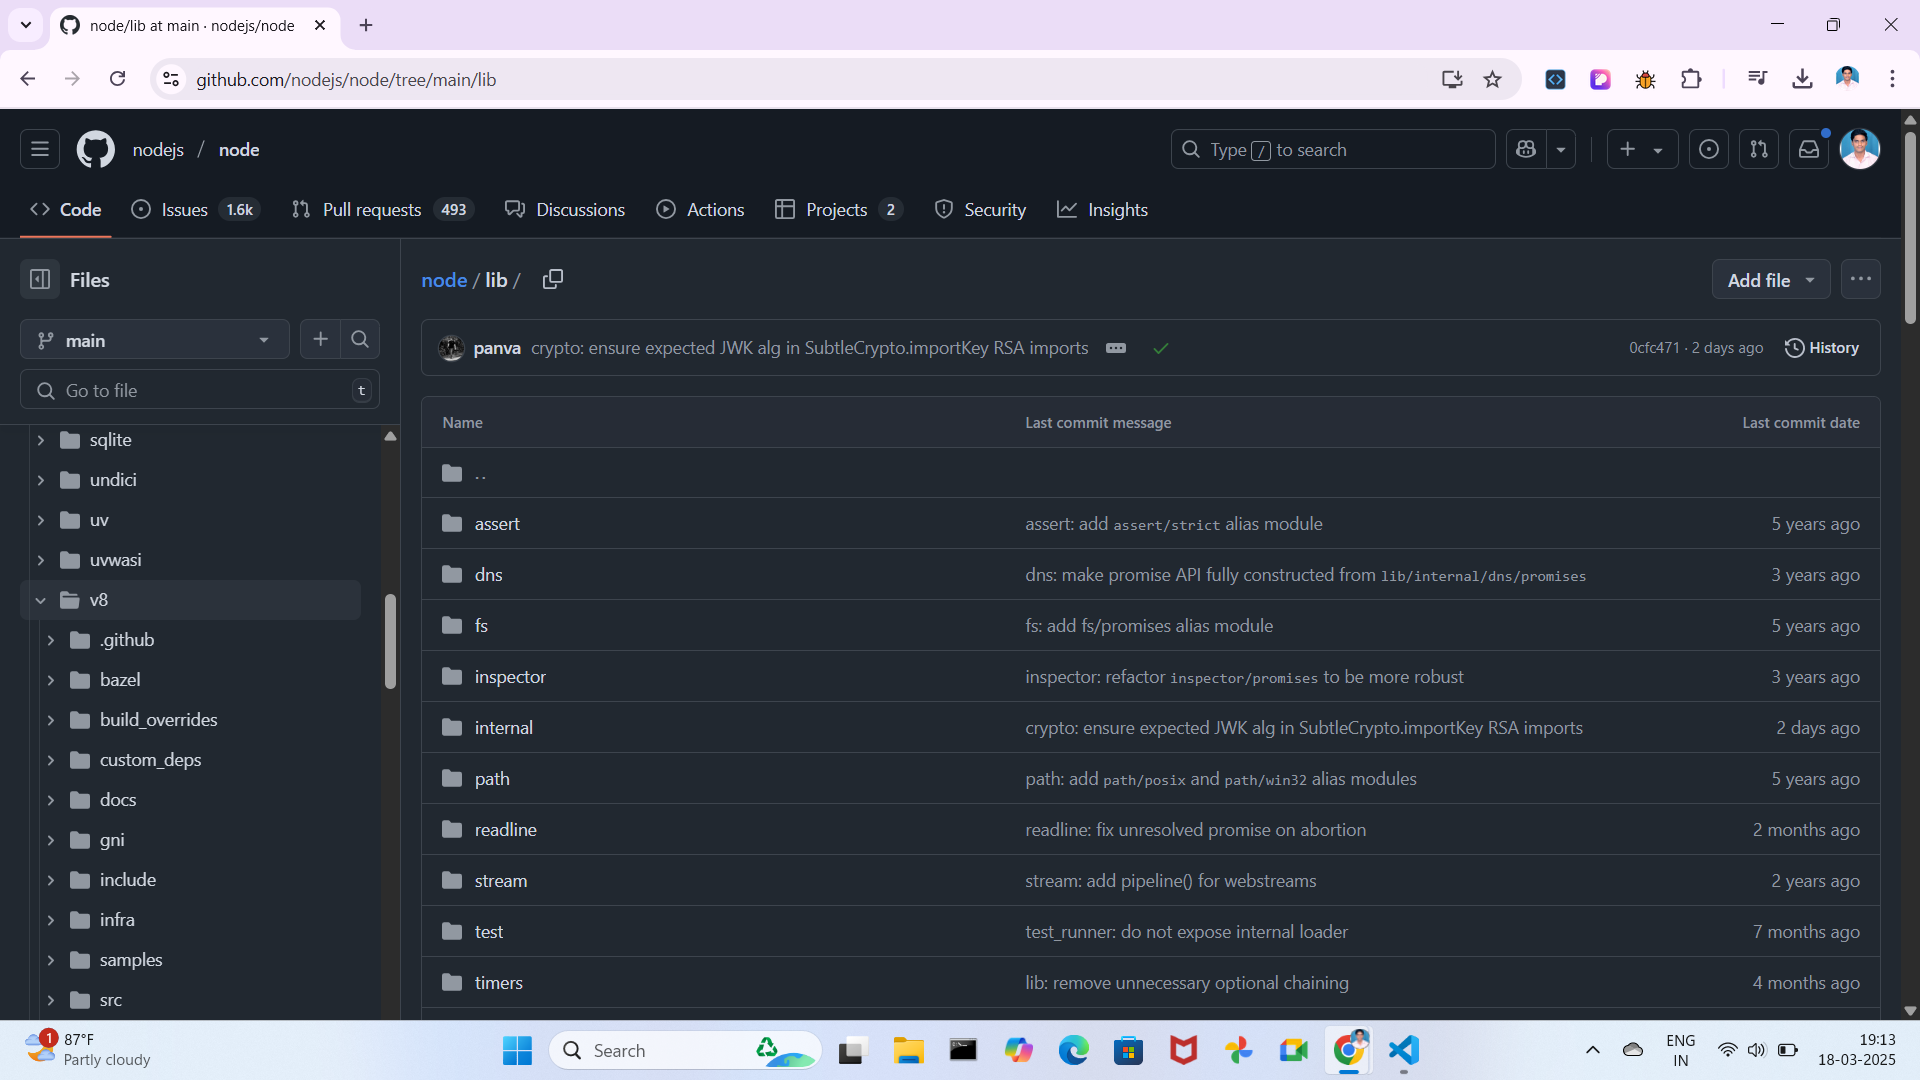 node/lib at main · nodejs/node
github.com/nodejs/node/tree/main/lib
nodejs / node
Type / to search
Code
Issues 1.6k
Pull requests 493
Discussions
Actions
Projects 2
Security
Insights
Files
main
Go to file t
sqlite
undici
uv
uvwasi
v8
.github
bazel
build_overrides
custom_deps
docs
gni
include
infra
samples
src
node / lib /
Add file
panva crypto: ensure expected JWK alg in SubtleCrypto.importKey RSA imports
0cfc471 · 2 days ago
History
Name Last commit message Last commit date
..
assert assert: add assert/strict alias module 5 years ago
dns dns: make promise API fully constructed from lib/internal/dns/promises 3 years ago
fs fs: add fs/promises alias module 5 years ago
inspector inspector: refactor inspector/promises to be more robust 3 years ago
internal crypto: ensure expected JWK alg in SubtleCrypto.importKey RSA imports 2 days ago
path path: add path/posix and path/win32 alias modules 5 years ago
readline readline: fix unresolved promise on abortion 2 months ago
stream stream: add pipeline() for webstreams 2 years ago
test test_runner: do not expose internal loader 7 months ago
timers lib: remove unnecessary optional chaining 4 months ago
1
87°F
Partly cloudy
Search
ENG
IN
19:13
18-03-2025